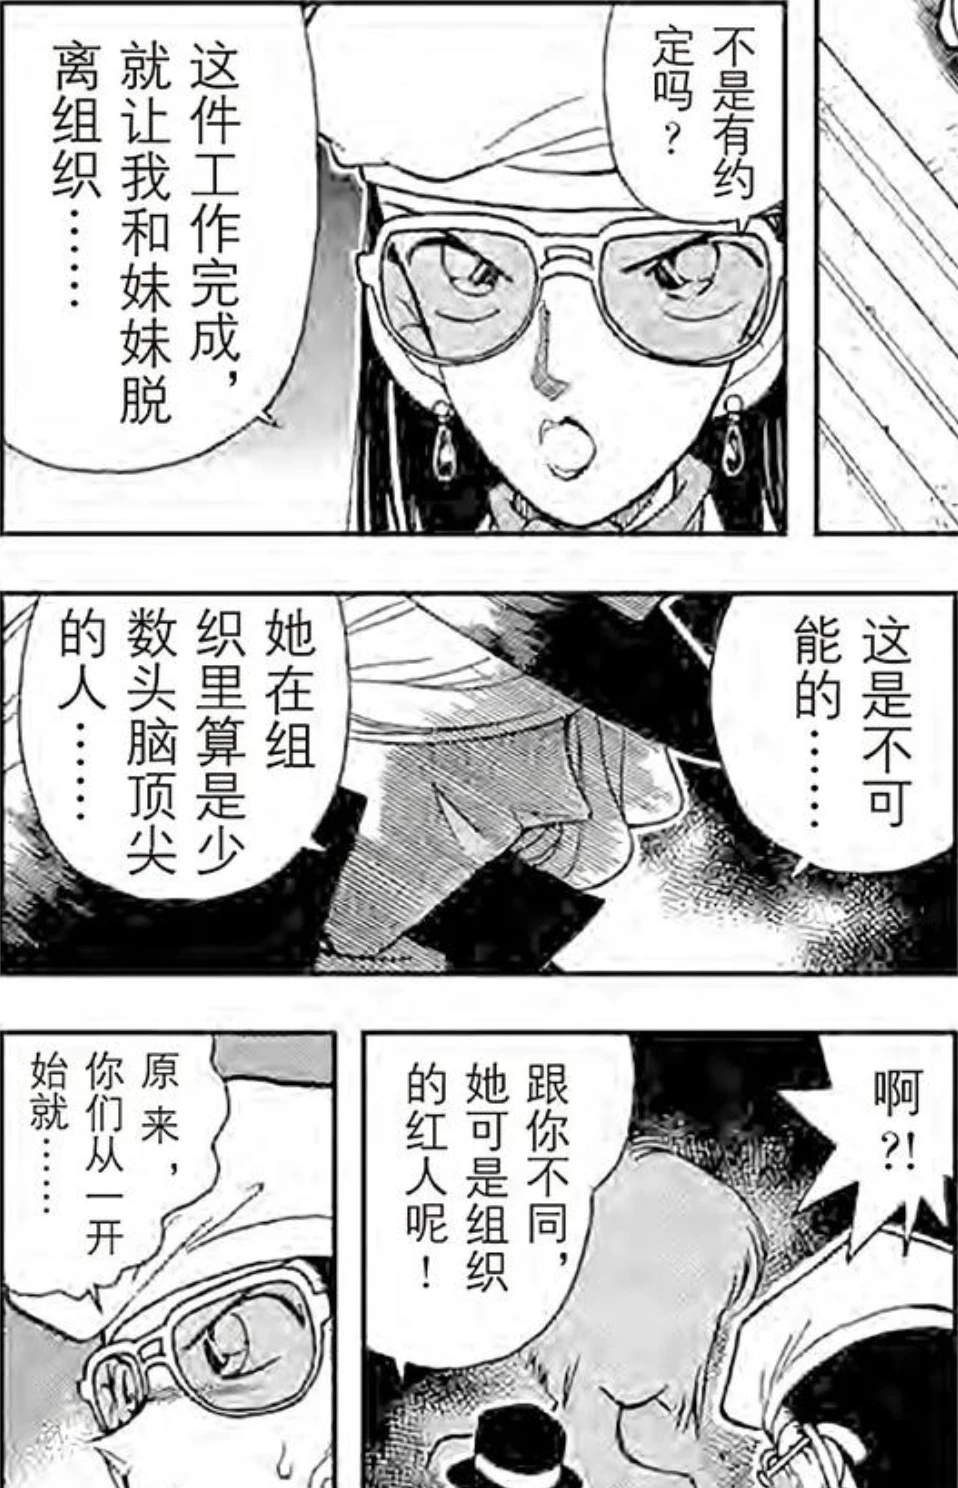 不是有约
定吗？
这件工作完成，
就让我和妹妹脱
离组织……
这是不可
能的……
她在组
织里算是少
数头脑顶尖
的人……
啊?!
跟你不同，
她可是组织
的红人呢！
原来，
你们从一开
始就……